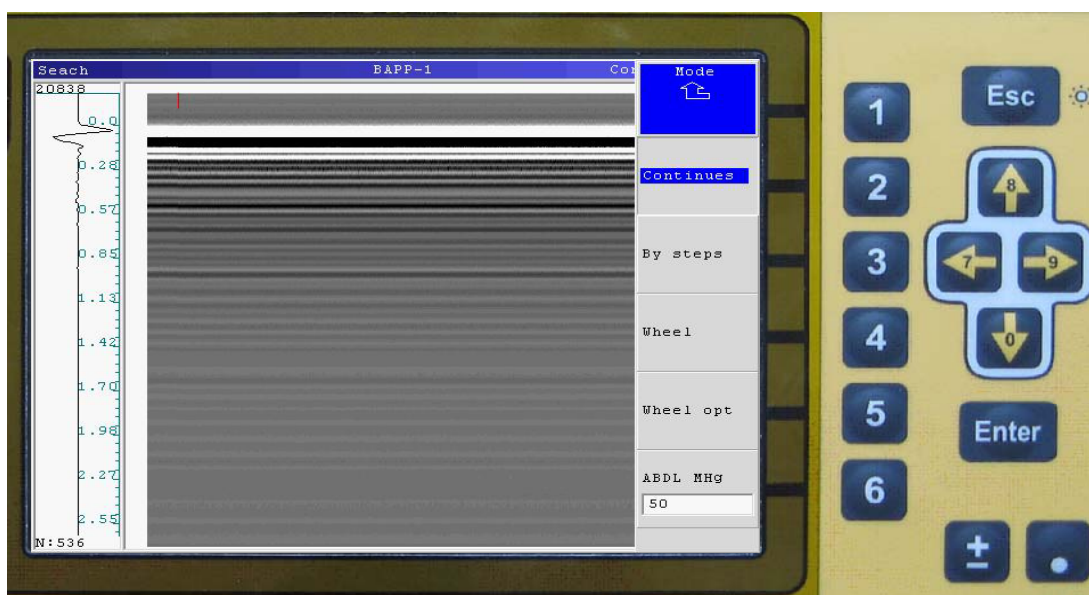 Seach BAPP-1 Co
20838
0.0
0.28
0.57
0.85
1.13
1.42
1.70
1.98
2.27
2.55
N:536
Mode
Continues
By steps
Wheel
Wheel opt
ABDL MHg
50
1
2
3
4
5
6
Esc
8
7
9
0
Enter
±
.